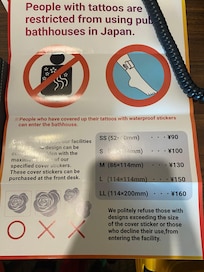 People with tattoos are
restricted from using public
bathhouses in Japan.
People who have covered up their tattoos with waterproof stickers
can enter the bathhouse.
facilities
design can be
with the
of our
specified cover stickers.
These cover stickers can be
purchased at the front desk.
SS (52 ・・・・¥90
S ・・・・¥100
M (86×114mm) ・・・・¥130
L (114×114mm) ・・・・¥150
LL (114×200mm) ・・・・¥160
We politely refuse those with
designs exceeding the size
of the cover sticker or those
who decline their use, from
entering the facility.